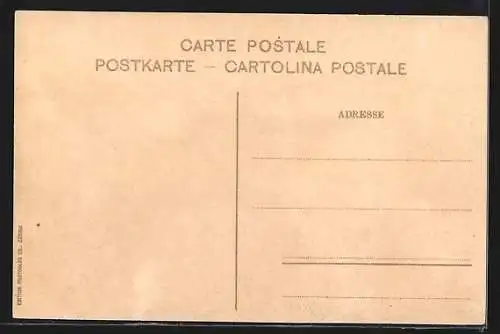 CARTE POSTALE
POSTKARTE – CARTOLINA POSTALE
ADRESSE